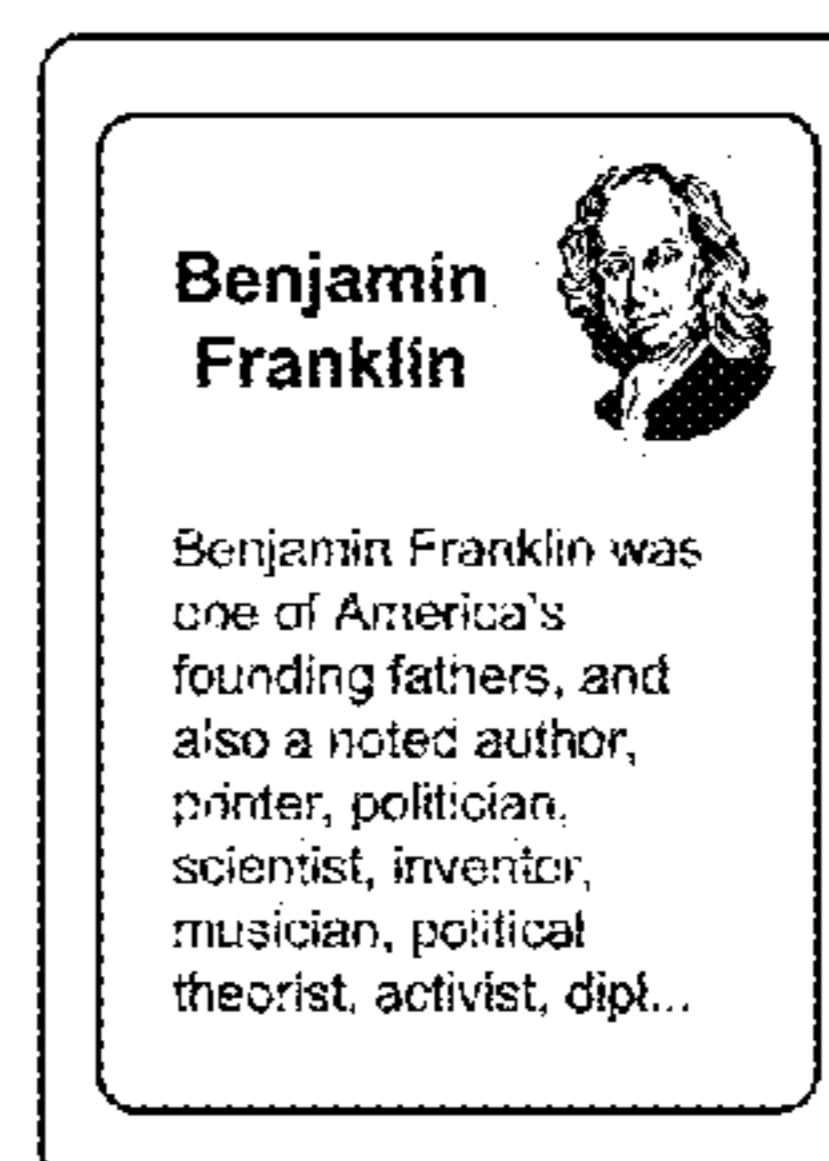 Benjamin
Franklin
Benjamin Franklin was
one of America's
founding fathers, and
also a noted author,
printer, politician,
scientist, inventor,
musician, political
theorist, activist, dipl...